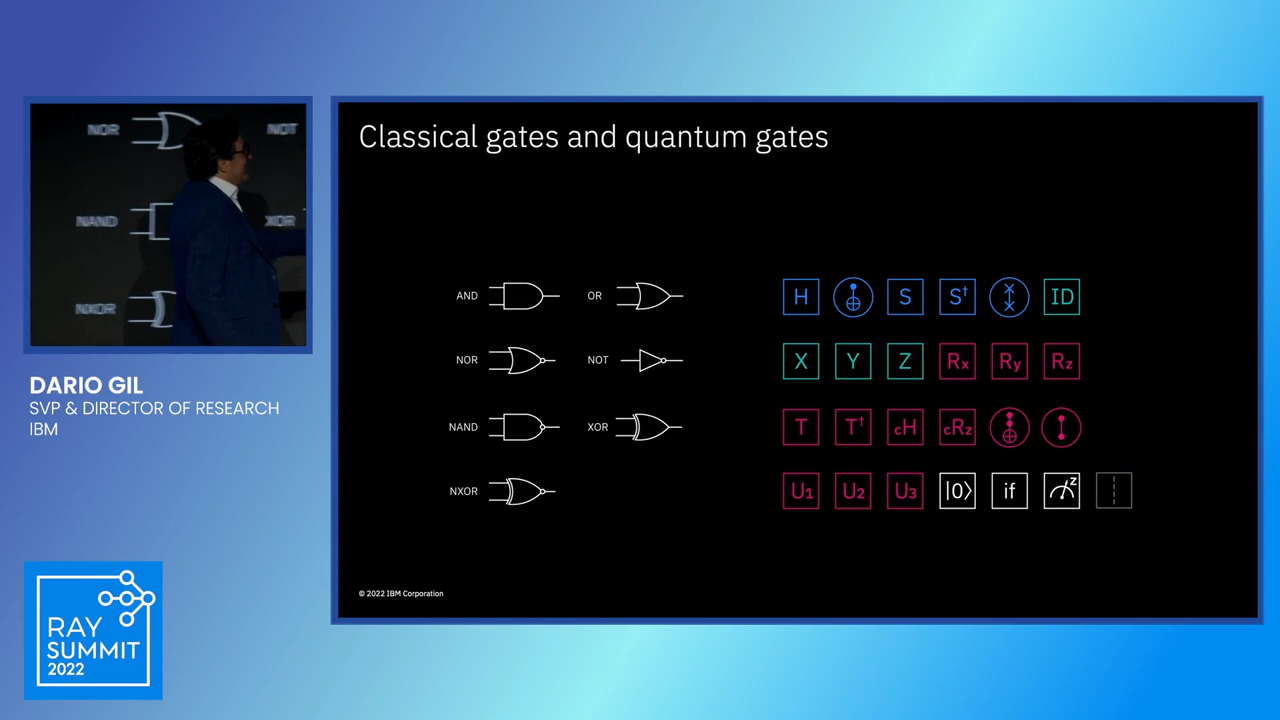 NOR
NOT
NAND
XOR
NXOR
DARIO GIL
SVP & DIRECTOR OF RESEARCH
IBM
RAY
SUMMIT
2022
Classical gates and quantum gates
AND OR H S S† ID
NOR NOT X Y Z Rx Ry Rz
NAND XOR T T† cH cRz
NXOR U1 U2 U3 |0⟩ if z
© 2022 IBM Corporation